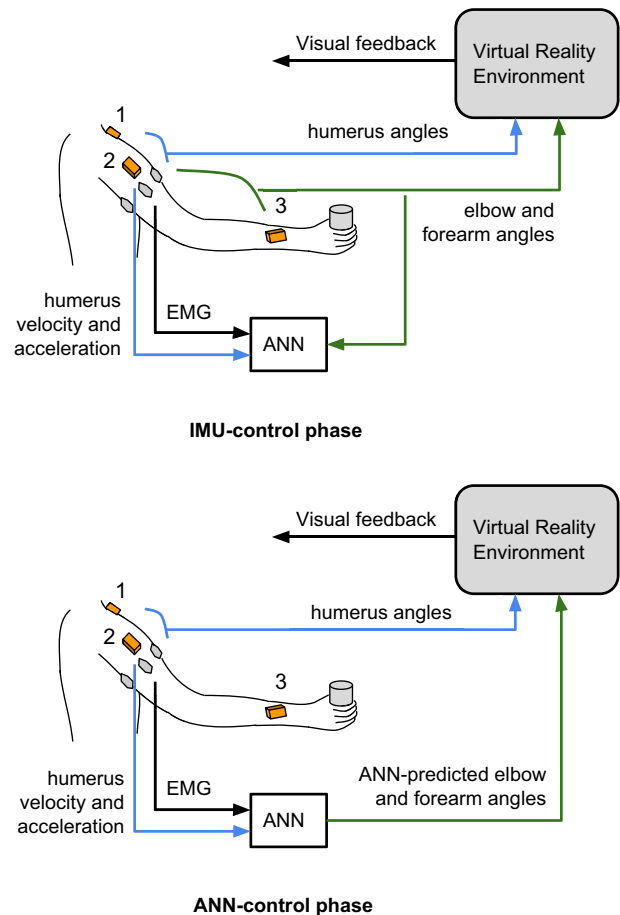 Visual feedback
Virtual Reality
Environment
1
humerus angles
2
3
elbow and
forearm angles
humerus
velocity and
acceleration
EMG
ANN
IMU-control phase
Visual feedback
Virtual Reality
Environment
1
humerus angles
2
3
ANN-predicted elbow
and forearm angles
humerus
velocity and
acceleration
EMG
ANN
ANN-control phase